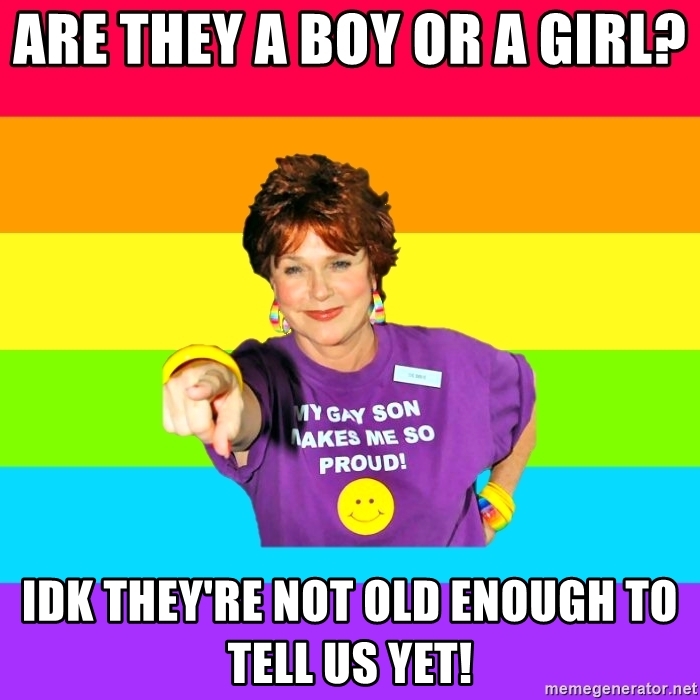 ARE THEY A BOY OR A GIRL?
MY GAY SON
MAKES ME SO
PROUD!
IDK THEY'RE NOT OLD ENOUGH TO
TELL US YET!
memegenerator.net